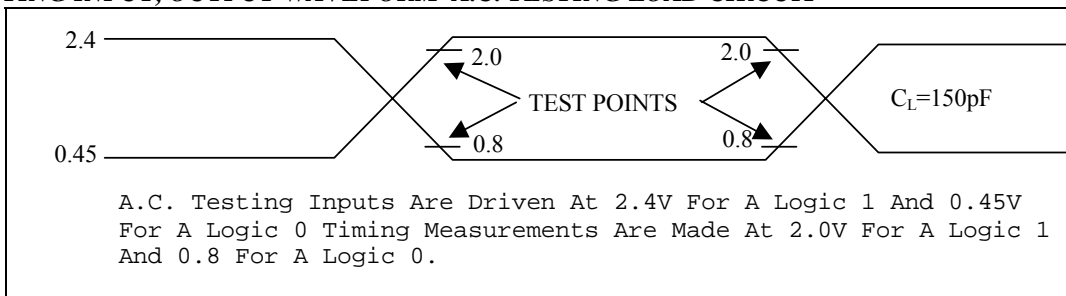 2.4
2.0
2.0
TEST POINTS
C_L=150pF
0.8
0.8
0.45
A.C. Testing Inputs Are Driven At 2.4V For A Logic 1 And 0.45V
For A Logic 0 Timing Measurements Are Made At 2.0V For A Logic 1
And 0.8 For A Logic 0.